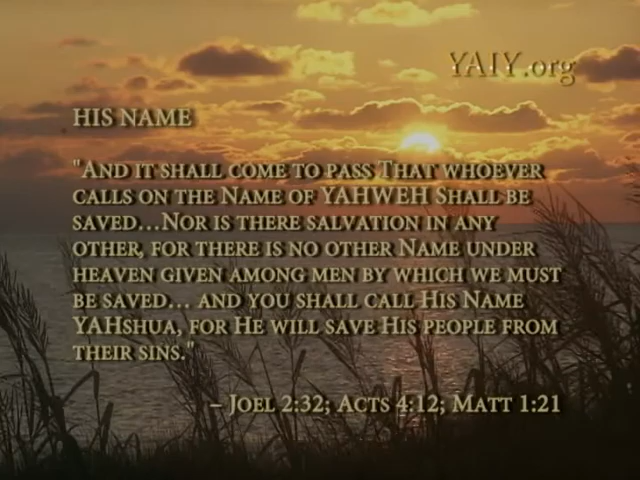 YAIY.org
HIS NAME
"And it shall come to pass That whoever
calls on the Name of YAHWEH Shall be
saved...Nor is there salvation in any
other, for there is no other Name under
heaven given among men by which we must
be saved... and you shall call His Name
YAHshua, for He will save His people from
their sins."
– Joel 2:32; Acts 4:12; Matt 1:21